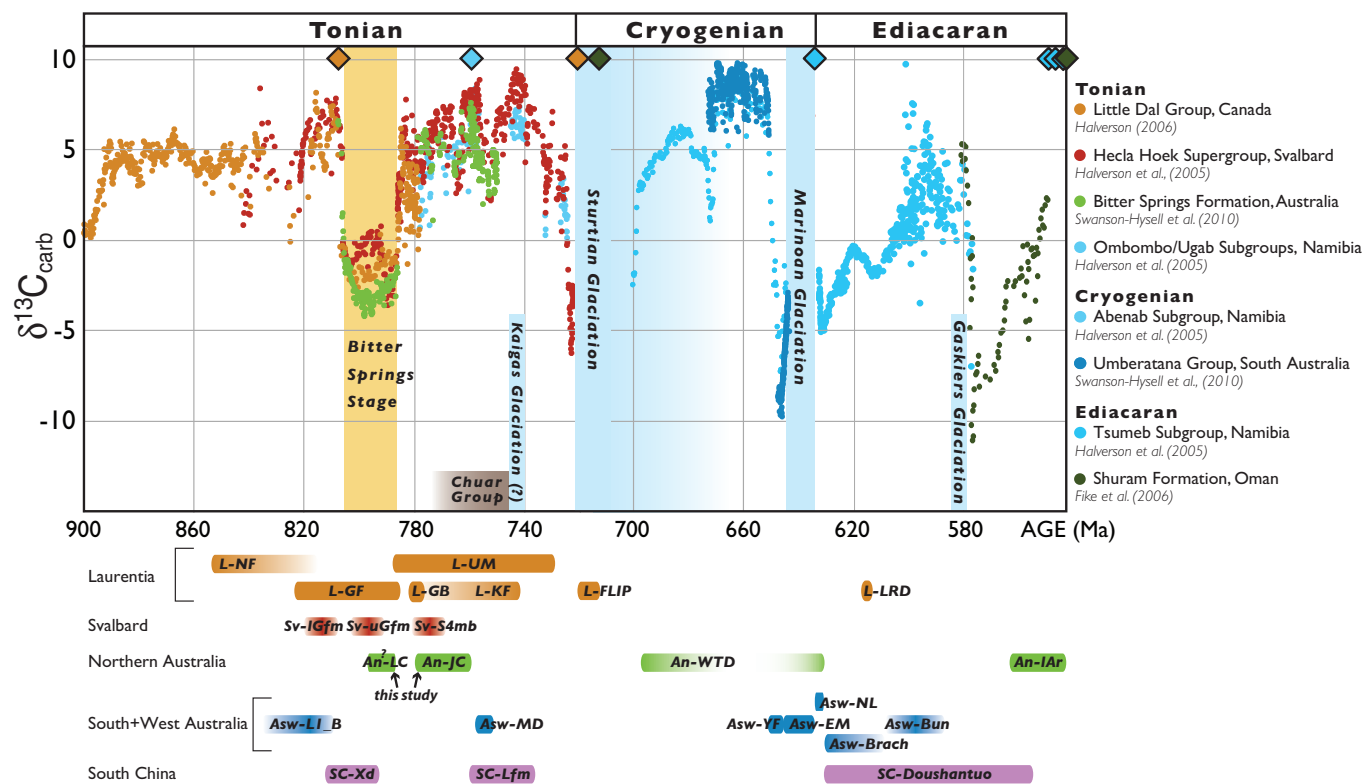 Tonian
Cryogenian
Ediacaran
10
5
0
-5
-10
δ13Ccarb
Bitter
Springs
Stage
Chuar
Group
Kaigas Glaciation (?)
Sturtian Glaciation
Marinoan Glaciation
Gaskiers Glaciation
900
860
820
780
740
700
660
620
580
AGE (Ma)
Tonian
Little Dal Group, Canada
Halverson (2006)
Hecla Hoek Supergroup, Svalbard
Halverson et al., (2005)
Bitter Springs Formation, Australia
Swanson-Hysell et al. (2010)
Ombombo/Ugab Subgroups, Namibia
Halverson et al. (2005)
Cryogenian
Abenab Subgroup, Namibia
Halverson et al. (2005)
Umberatana Group, South Australia
Swanson-Hysell et al., (2010)
Ediacaran
Tsumeb Subgroup, Namibia
Halverson et al. (2005)
Shuram Formation, Oman
Fike et al. (2006)
Laurentia
L-NF
L-UM
L-GF
L-GB
L-KF
L-FLIP
L-LRD
Svalbard
Sv-lGfm
Sv-uGfm
Sv-S4mb
Northern Australia
?
An-LC
An-JC
An-WTD
An-IAr
this study
South+West Australia
Asw-NL
Asw-LI_B
Asw-MD
Asw-YF
Asw-EM
Asw-Bun
Asw-Brach
South China
SC-Xd
SC-Lfm
SC-Doushantuo